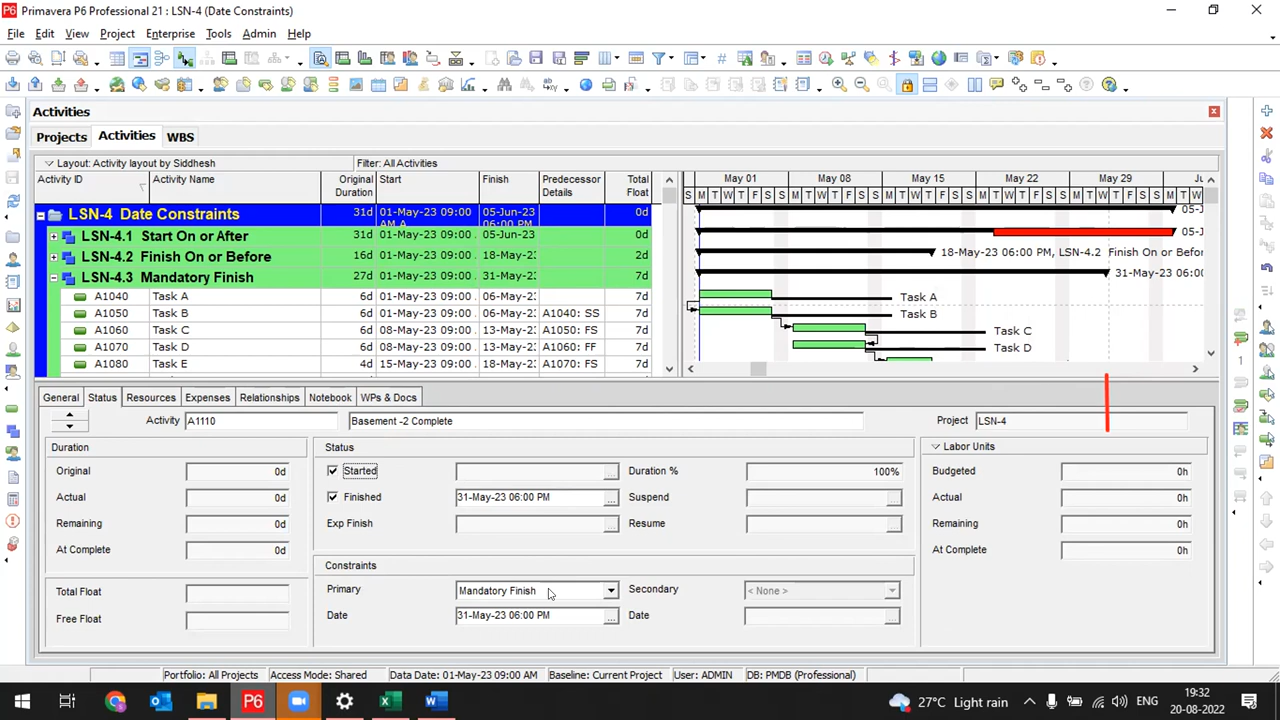 Primavera P6 Professional 21 : LSN-4 (Date Constraints)
File Edit View Project Enterprise Tools Admin Help
Activities
Projects Activities WBS
Layout: Activity layout by Siddhesh Filter: All Activities
Activity ID Activity Name Original Duration Start Finish Predecessor Details Total Float
May 01 May 08 May 15 May 22 May 29 Ju
S M T W T F S S M T W T F S S M T W T F S S M T W T F S S M T W T F S S M T W
LSN-4 Date Constraints 31d 01-May-23 09:00 AM A 05-Jun-23 06:00 PM 0d 05-J
LSN-4.1 Start On or After 31d 01-May-23 09:00 05-Jun-23 0d 05-J
LSN-4.2 Finish On or Before 16d 01-May-23 09:00 18-May-2: 2d 18-May-23 06:00 PM, LSN-4.2 Finish On or Befor
LSN-4.3 Mandatory Finish 27d 01-May-23 09:00 31-May-2: 7d 31-May-23 06:00
A1040 Task A 6d 01-May-23 09:00 . 06-May-2: 7d Task A
A1050 Task B 6d 01-May-23 09:00 . 06-May-2: A1040: SS 7d Task B
A1060 Task C 6d 08-May-23 09:00 . 13-May-2: A1050: FS 7d Task C
A1070 Task D 6d 08-May-23 09:00 . 13-May-2: A1060: FF 7d Task D
A1080 Task E 4d 15-May-23 09:00 . 18-May-2: A1070: FS 7d
General Status Resources Expenses Relationships Notebook WPs & Docs
Activity A1110 Basement -2 Complete Project LSN-4
Duration Status Labor Units
Original 0d Started Duration % 100% Budgeted 0h
Actual 0d Finished 31-May-23 06:00 PM ... Suspend Actual 0h
Remaining 0d Exp Finish Resume Remaining 0h
At Complete 0d At Complete 0h
Constraints
Total Float Primary Mandatory Finish Secondary < None >
Free Float Date 31-May-23 06:00 PM ... Date
Portfolio: All Projects Access Mode: Shared Data Date: 01-May-23 09:00 AM Baseline: Current Project User: ADMIN DB: PMDB (Professional)
P6 27°C Light rain ENG 19:32
20-08-2022